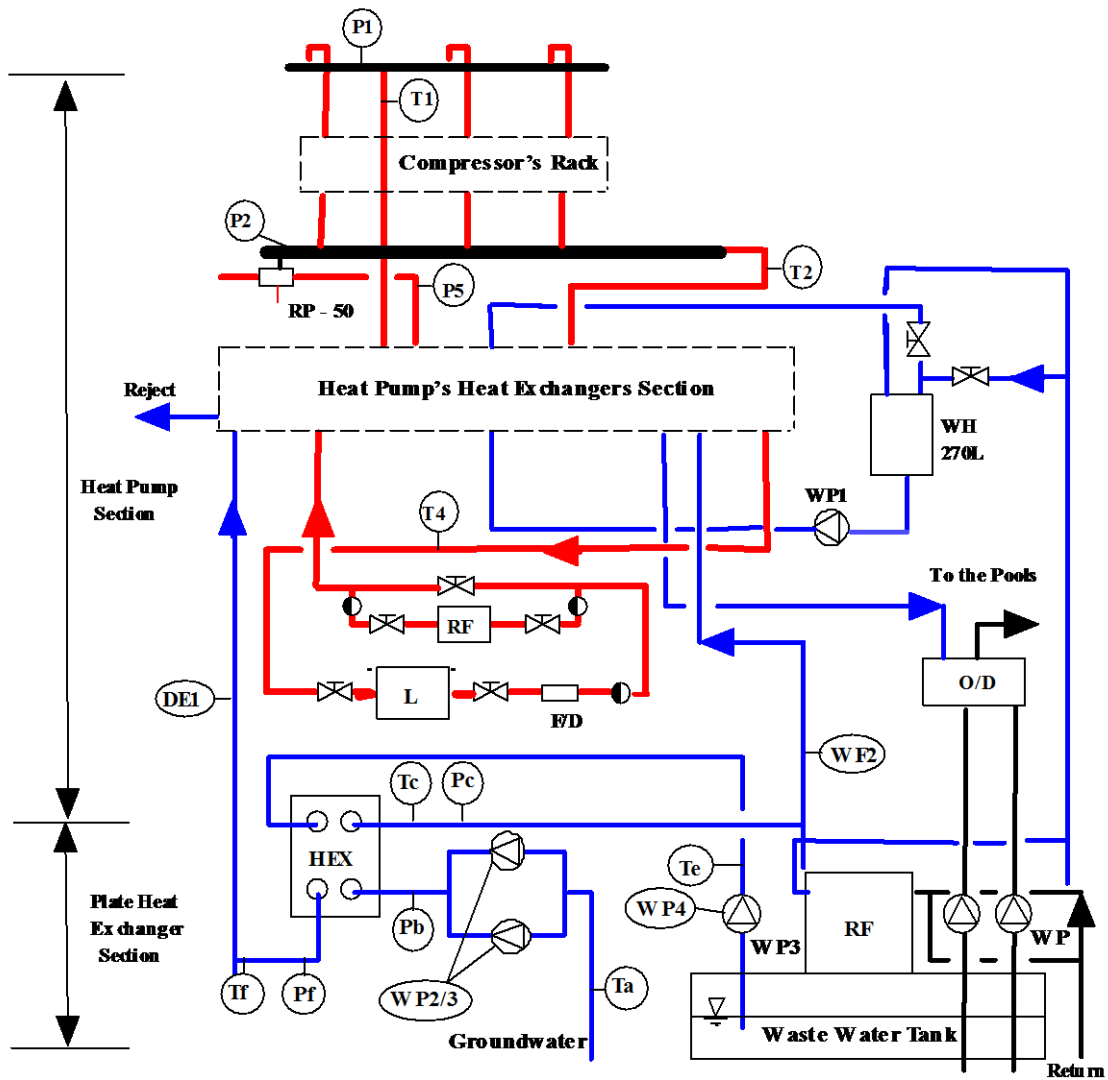 P1
T1
Compressor's Rack
P2
T2
P5
RP - 50
Reject
Heat Pump's Heat Exchangers Section
WH
270L
Heat Pump
Section
WP1
T4
To the Pools
RF
DE1
L
O/D
F/D
WF2
Tc
Pc
HEX
Te
Plate Heat
Exchanger
Section
WP4
Pb
WP3
RF
WP
Tf
Pf
WP2/3
Ta
Groundwater
Waste Water Tank
Return